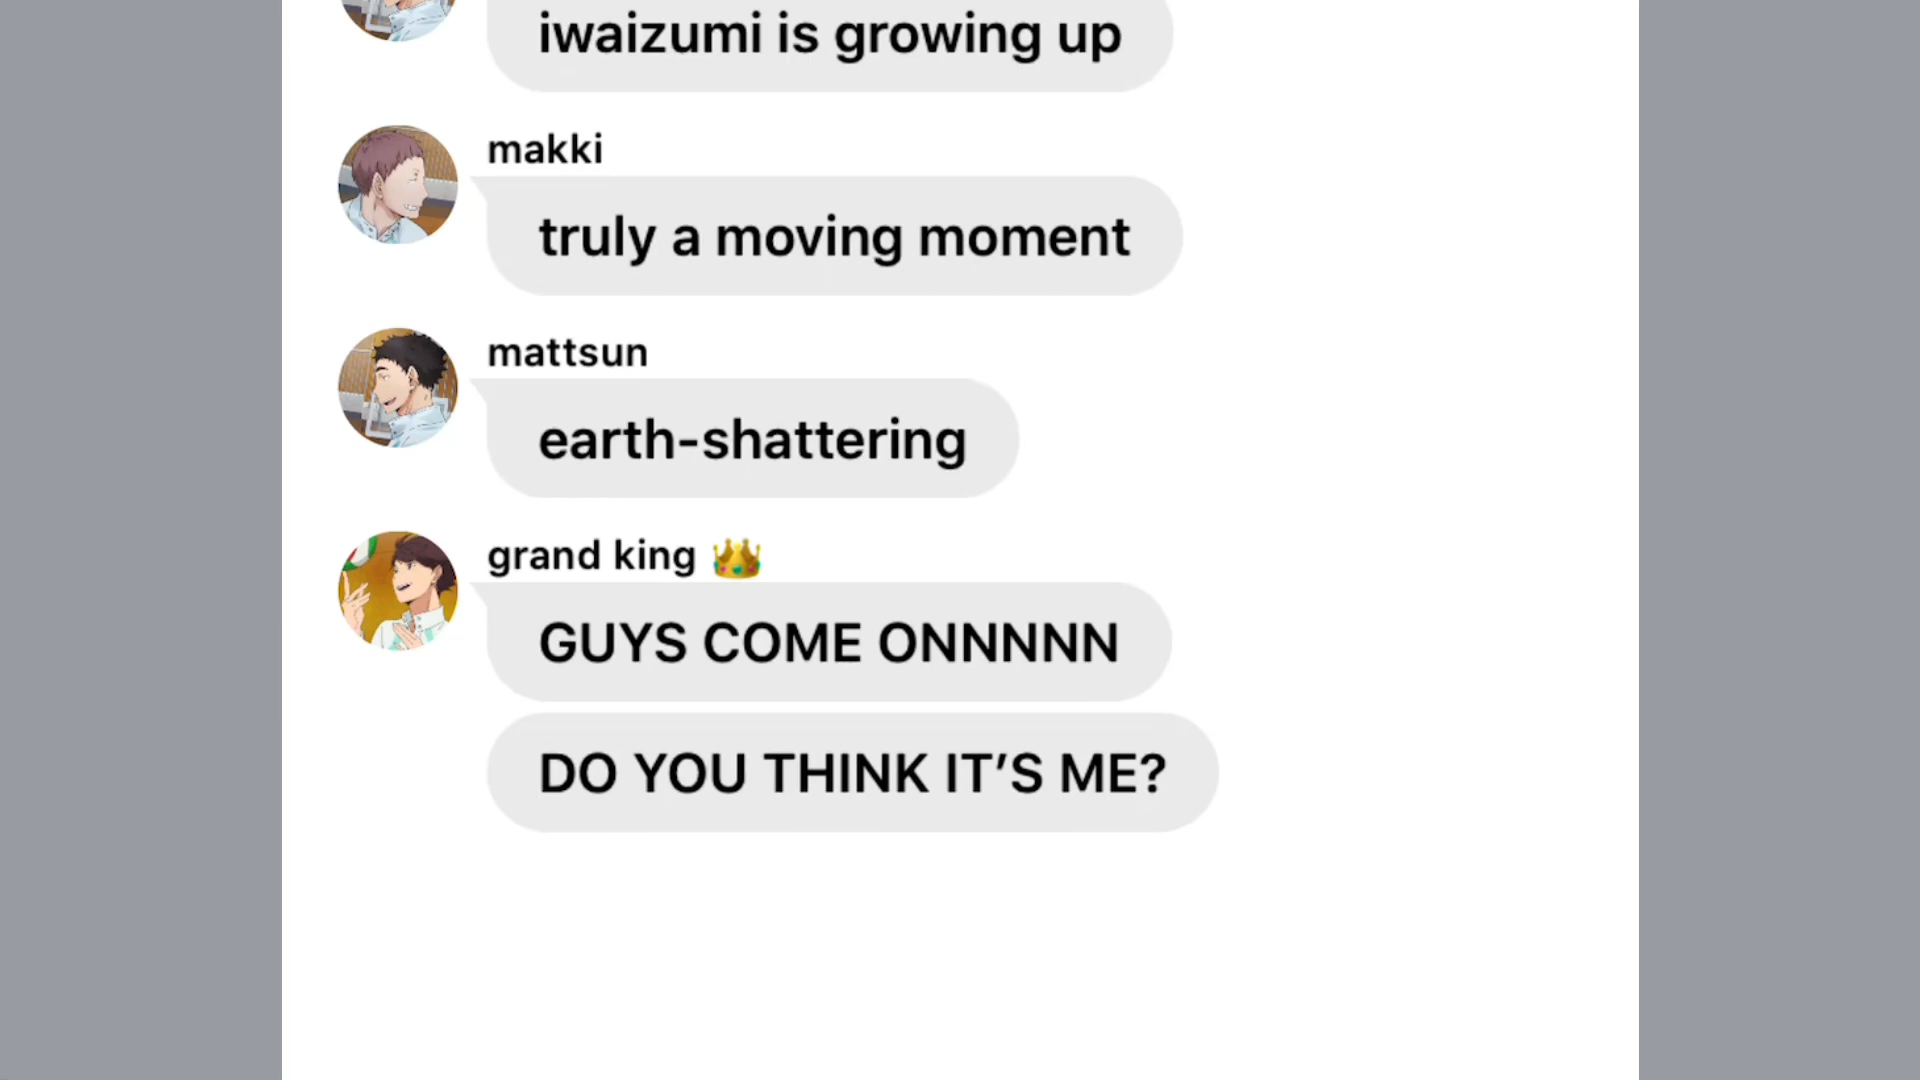 iwaizumi is growing up
makki
truly a moving moment
mattsun
earth-shattering
grand king 👑
GUYS COME ONNNNN
DO YOU THINK IT’S ME?